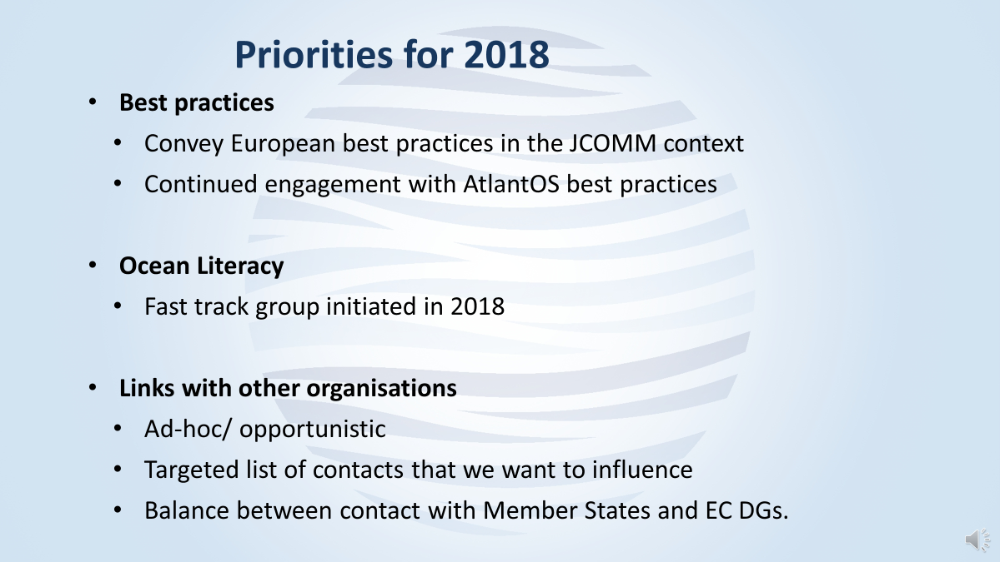 Priorities for 2018
• Best practices
• Convey European best practices in the JCOMM context
• Continued engagement with AtlantOS best practices
• Ocean Literacy
• Fast track group initiated in 2018
• Links with other organisations
• Ad-hoc/ opportunistic
• Targeted list of contacts that we want to influence
• Balance between contact with Member States and EC DGs.